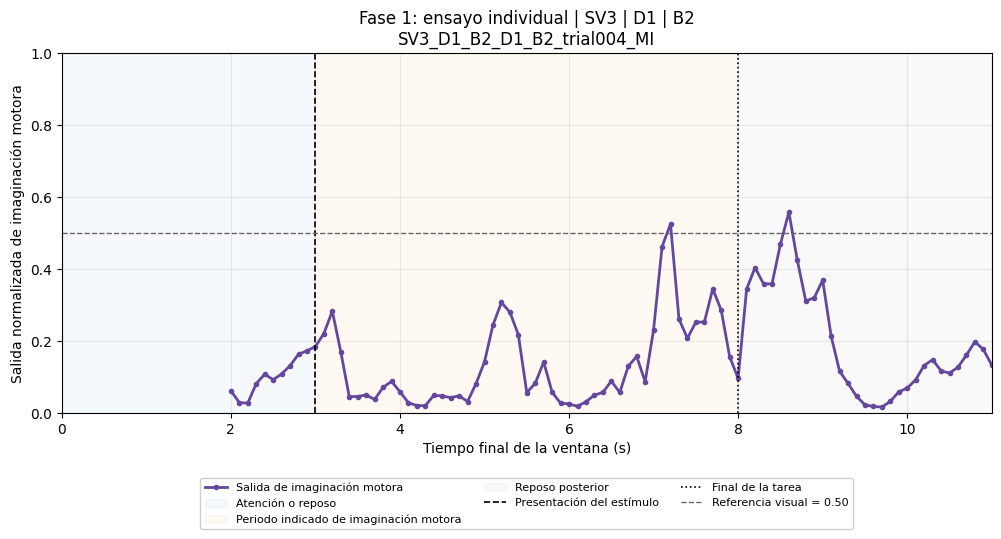 Fase 1: ensayo individual | SV3 | D1 | B2
SV3_D1_B2_D1_B2_trial004_MI
Salida normalizada de imaginación motora
1.0
0.8
0.6
0.4
0.2
0.0
0 2 4 6 8 10
Tiempo final de la ventana (s)
Salida de imaginación motora
Atención o reposo
Periodo indicado de imaginación motora
Reposo posterior
Presentación del estímulo
Final de la tarea
Referencia visual = 0.50